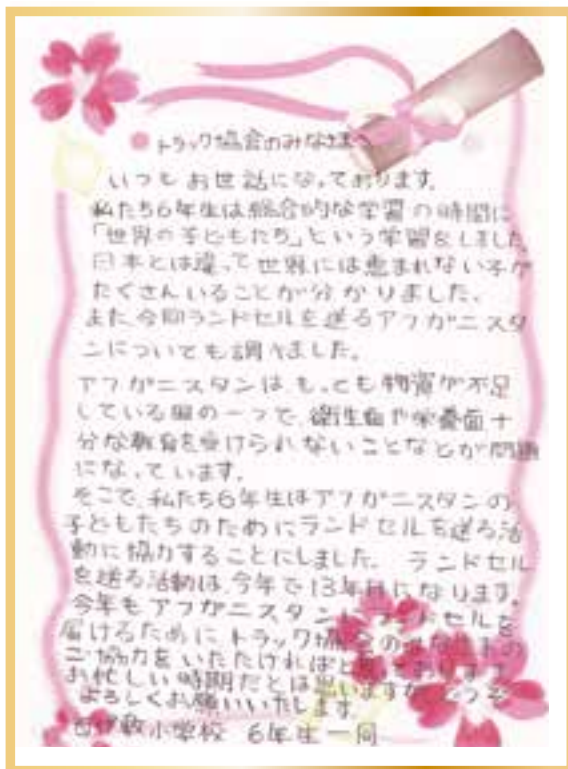 トラック協会のみなさまへ
いつもお世話になっております。
私たち6年生は総合的な学習の時間に
「世界の子どもたち」という学習をしました。
日本とは違って世界には恵まれない子が
たくさんいることが分かりました。
また今回ランドセルを送るアフガニスタ
ンについても調べました。
アフガニスタンはもっとも物資が不足
している国の一つで、衛生面や栄養面、十
分な教育を受けられないことなどが問題
になっています。
そこで、私たち6年生はアフガニスタンの
子どもたちのためにランドセルを送る活
動に協力することにしました。 ランドセル
を送る活動は、今年で13年目になります。
今年もアフガニスタンにランドセルを
届けるためにトラック協会のみなさまの
ご協力をいただければと思っております。
お忙しい時期だとは思いますが、どうぞ
よろしくお願いいたします。
西伊敷小学校 6年生一同